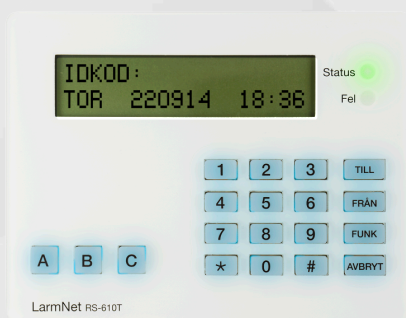 IDKOD:
TOR 220914 18:36
Status
Fel
1 2 3 TILL
4 5 6 FRÅN
7 8 9 FUNK
A B C
* 0 # AVBRYT
LarmNet RS-610T